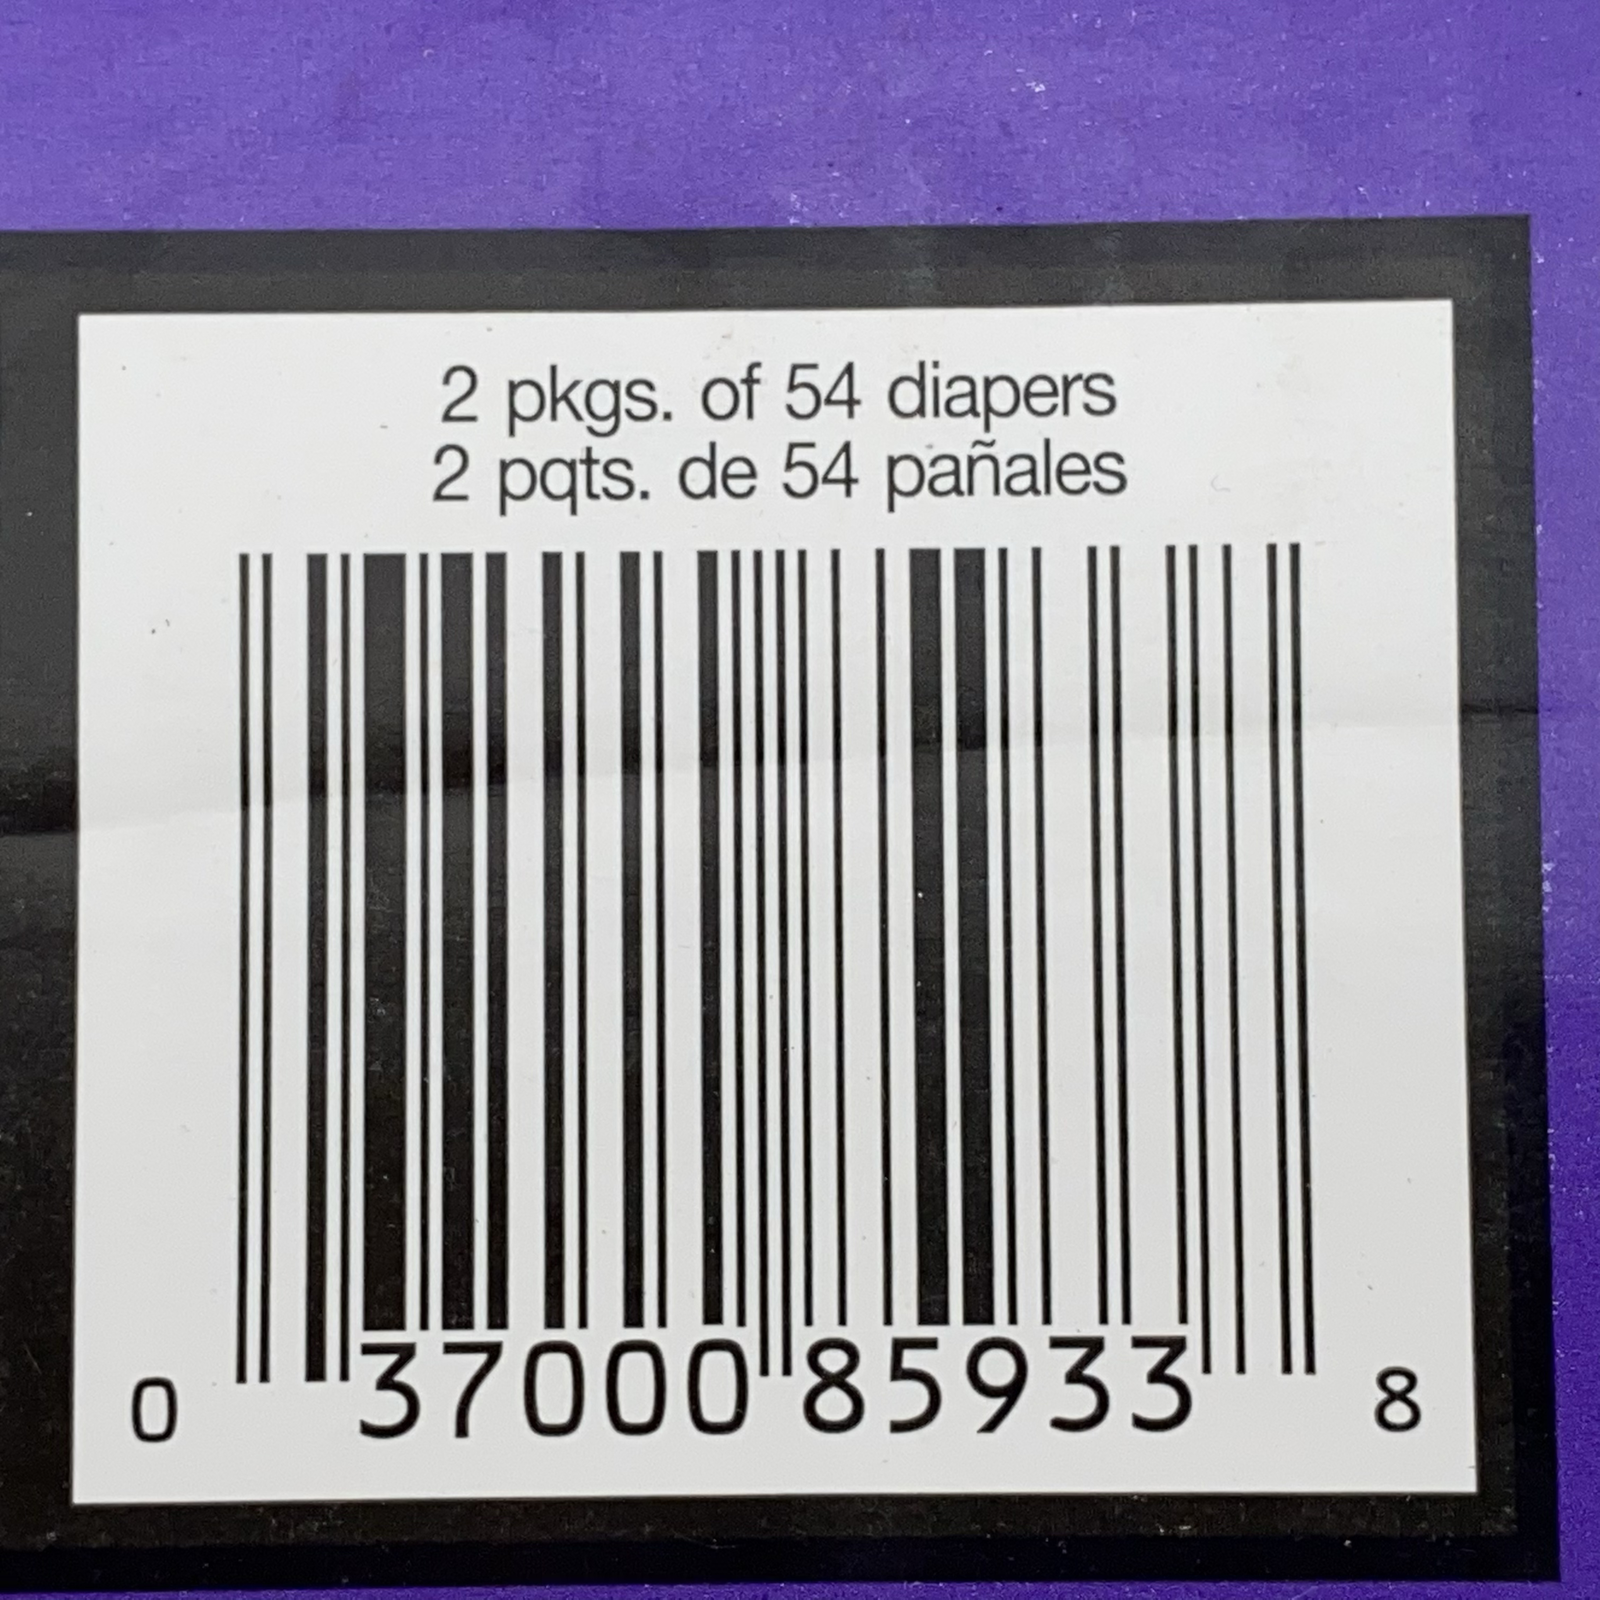 2 pkgs. of 54 diapers
2 pqts. de 54 pañales
0 37000 85933 8